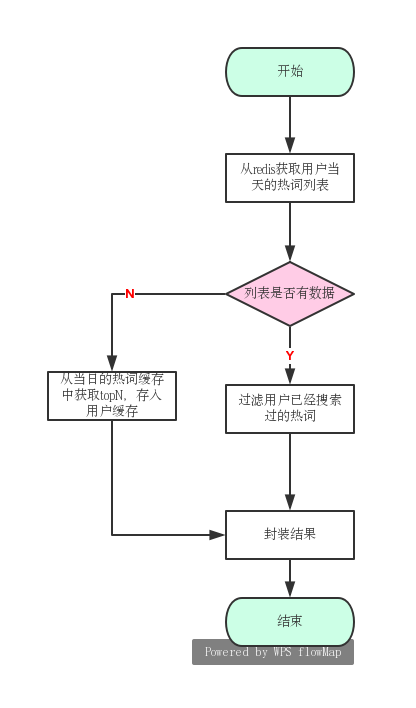 开始
从redis获取用户当
天的热词列表
列表是否有数据
N
Y
从当日的热词缓存
中获取topN，存入
用户缓存
过滤用户已经搜索
过的热词
封装结果
结束
Powered by WPS flowMap